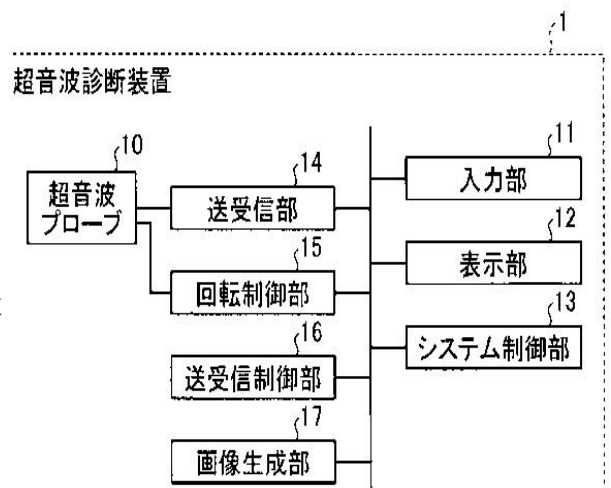 1
超音波診断装置
10
超音波
プローブ
14
送受信部
15
回転制御部
16
送受信制御部
17
画像生成部
11
入力部
12
表示部
13
システム制御部